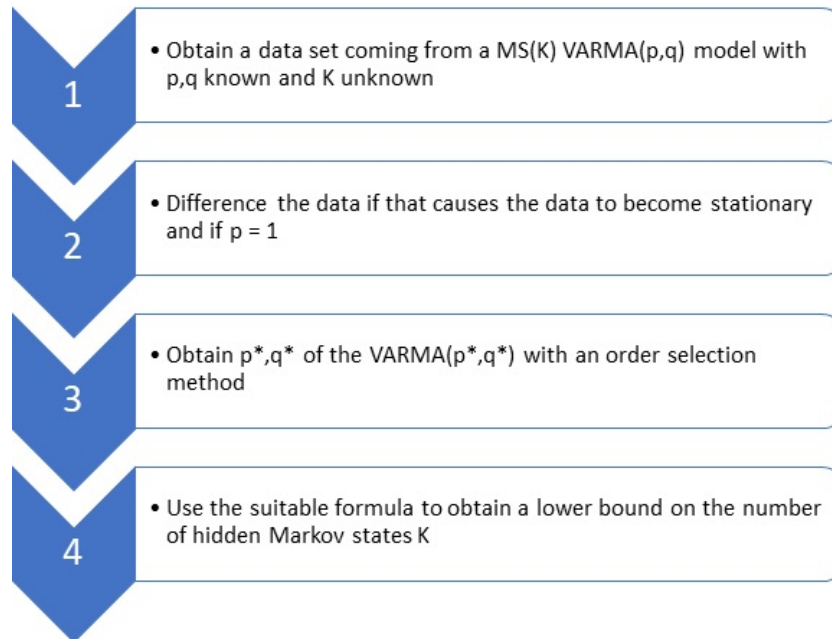 1
• Obtain a data set coming from a MS(K) VARMA(p,q) model with
p,q known and K unknown
2
• Difference the data if that causes the data to become stationary
and if p = 1
3
• Obtain p*,q* of the VARMA(p*,q*) with an order selection
method
4
• Use the suitable formula to obtain a lower bound on the number
of hidden Markov states K